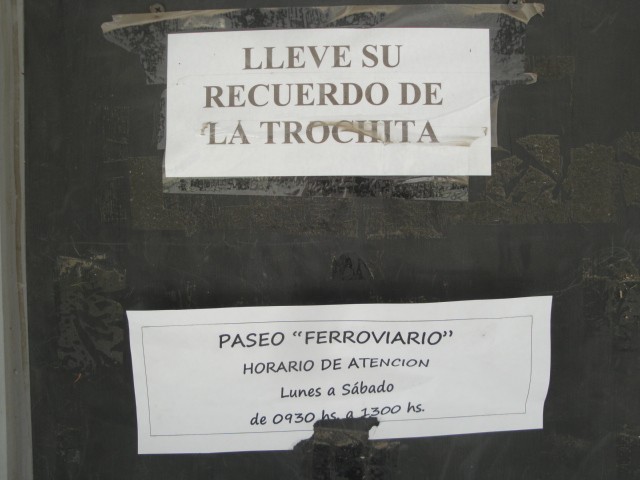 LLEVE SU
RECUERDO DE
LA TROCHITA
PASEO "FERROVIARIO"
HORARIO DE ATENCION
Lunes a Sábado
de 0930 hs. a 1300 hs.